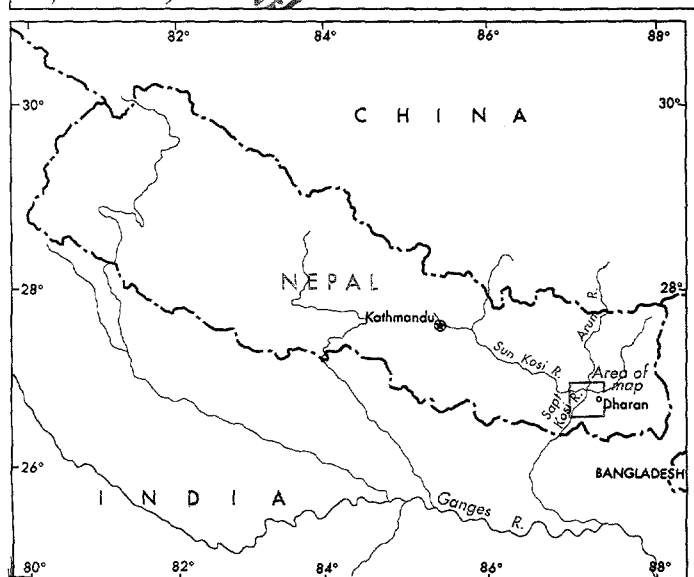 82° 84° 86° 88°
30° CHINA 30°
NEPAL
28° 28°
Kathmandu
Arun R.
Sun Kosi R.
Area of
map
Sapt
Kosi R.
Dharan
26°
BANGLADESH
INDIA
Ganges R.
80° 82° 84° 86° 88°